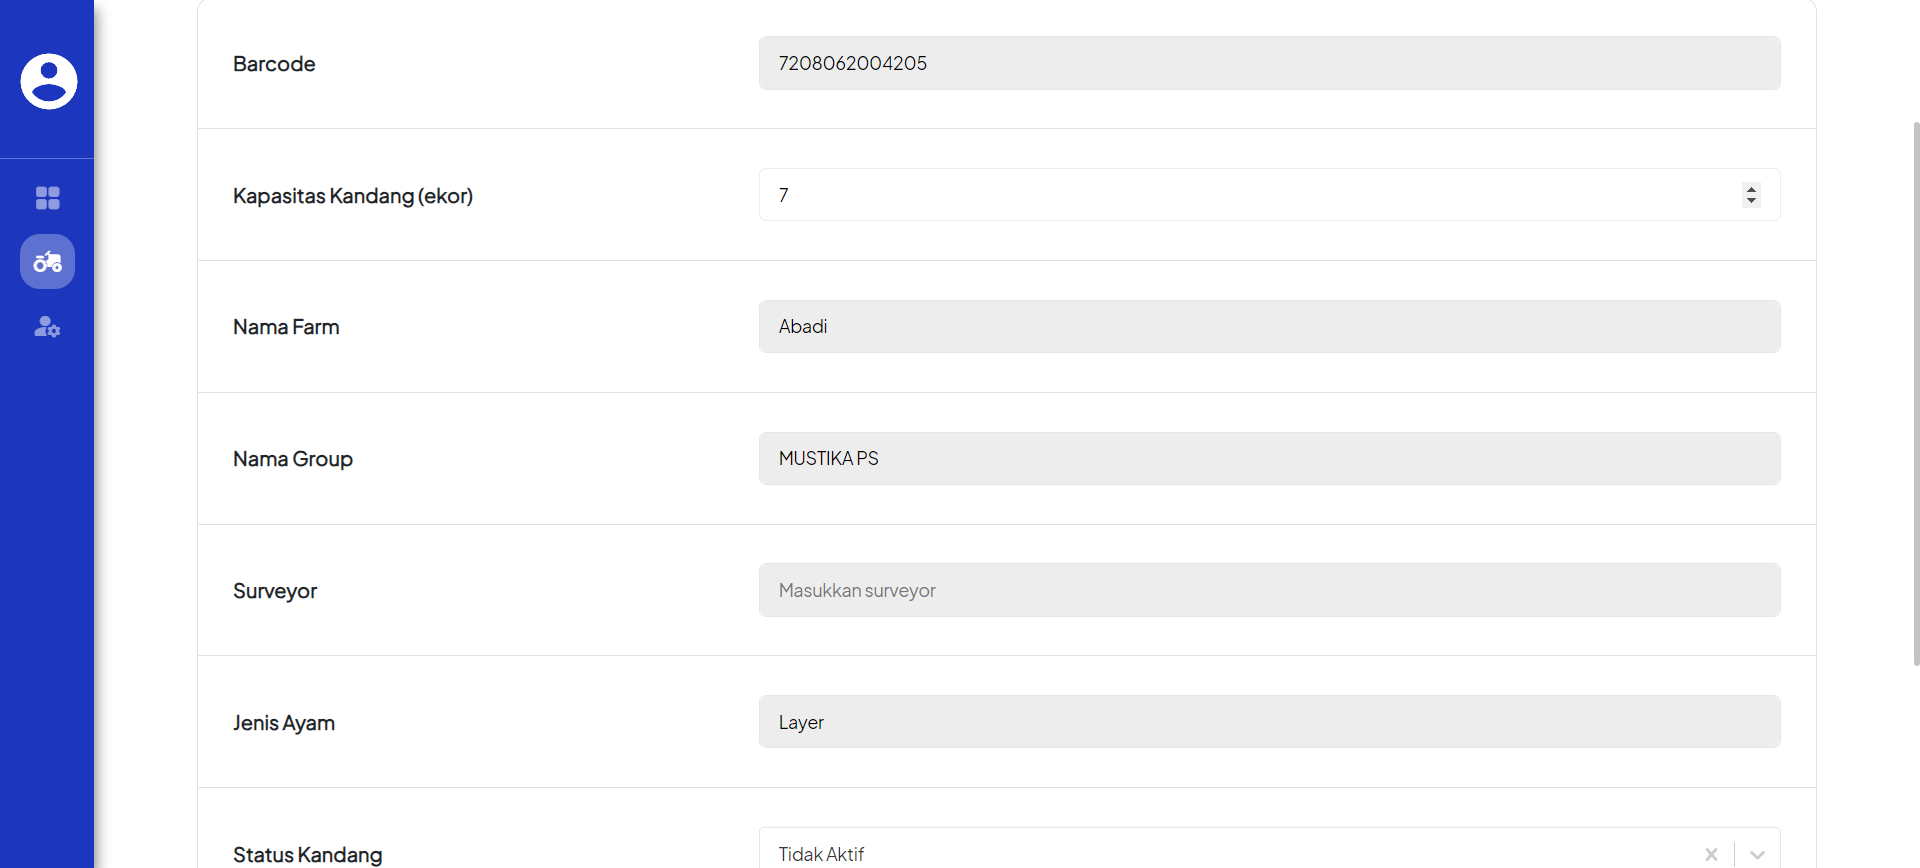 Barcode
7208062004205
Kapasitas Kandang (ekor)
7
Nama Farm
Abadi
Nama Group
MUSTIKA PS
Surveyor
Masukkan surveyor
Jenis Ayam
Layer
Status Kandang
Tidak Aktif